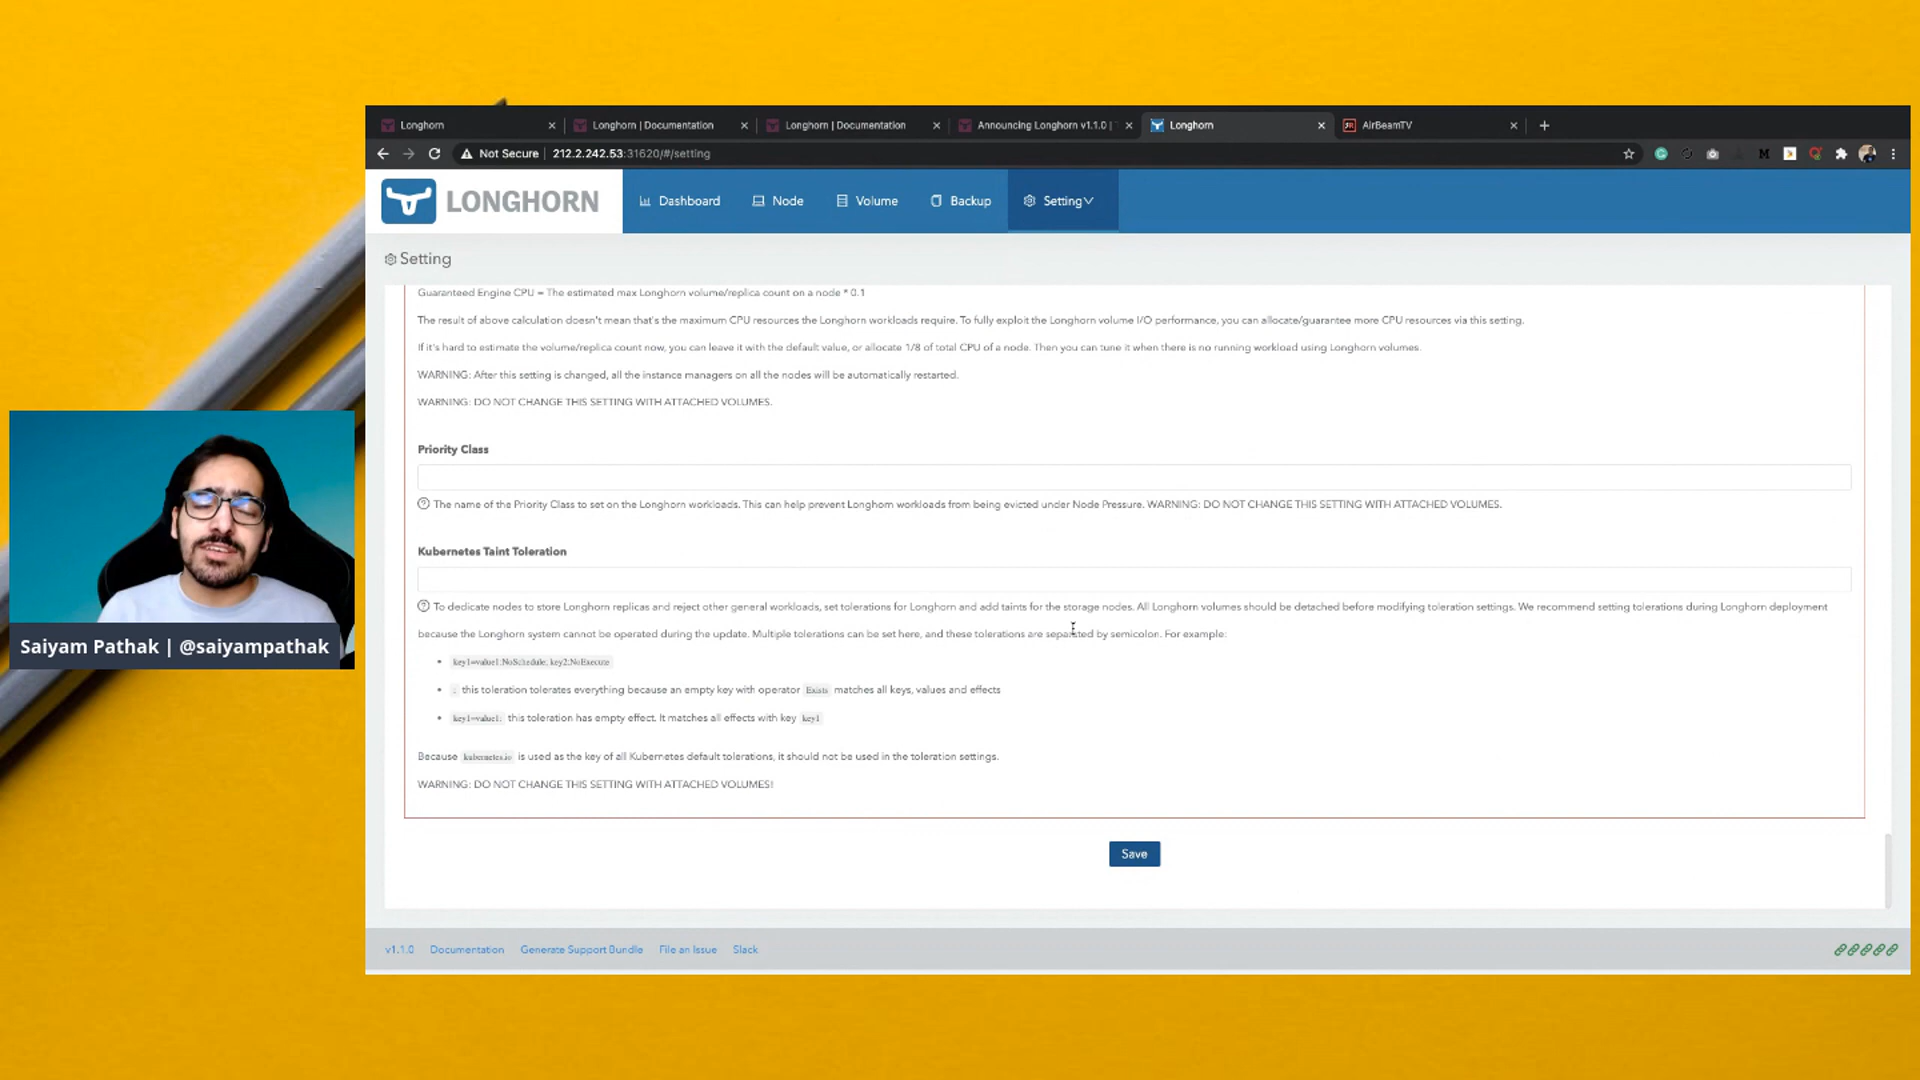 Longhorn
Longhorn | Documentation
Longhorn | Documentation
Announcing Longhorn v1.1.0 |
Longhorn
AirBeamTV
Not Secure
212.2.242.53:31620/#/setting
LONGHORN
Dashboard
Node
Volume
Backup
Setting
Setting
Guaranteed Engine CPU = The estimated max Longhorn volume/replica count on a node * 0.1
The result of above calculation doesn't mean that's the maximum CPU resources the Longhorn workloads require. To fully exploit the Longhorn volume I/O performance, you can allocate/guarantee more CPU resources via this setting.
If it's hard to estimate the volume/replica count now, you can leave it with the default value, or allocate 1/8 of total CPU of a node. Then you can tune it when there is no running workload using Longhorn volumes.
WARNING: After this setting is changed, all the instance managers on all the nodes will be automatically restarted.
WARNING: DO NOT CHANGE THIS SETTING WITH ATTACHED VOLUMES.
Priority Class
The name of the Priority Class to set on the Longhorn workloads. This can help prevent Longhorn workloads from being evicted under Node Pressure. WARNING: DO NOT CHANGE THIS SETTING WITH ATTACHED VOLUMES.
Kubernetes Taint Toleration
To dedicate nodes to store Longhorn replicas and reject other general workloads, set tolerations for Longhorn and add taints for the storage nodes. All Longhorn volumes should be detached before modifying toleration settings. We recommend setting tolerations during Longhorn deployment
because the Longhorn system cannot be operated during the update. Multiple tolerations can be set here, and these tolerations are separated by semicolon. For example:
key1=value1:NoSchedule; key2:NoExecute
: this toleration tolerates everything because an empty key with operator Exists matches all keys, values and effects
key1=value1: this toleration has empty effect. It matches all effects with key key1
Because kubernetes.io is used as the key of all Kubernetes default tolerations, it should not be used in the toleration settings.
WARNING: DO NOT CHANGE THIS SETTING WITH ATTACHED VOLUMES!
Save
v1.1.0
Documentation
Generate Support Bundle
File an Issue
Slack
Saiyam Pathak | @saiyampathak